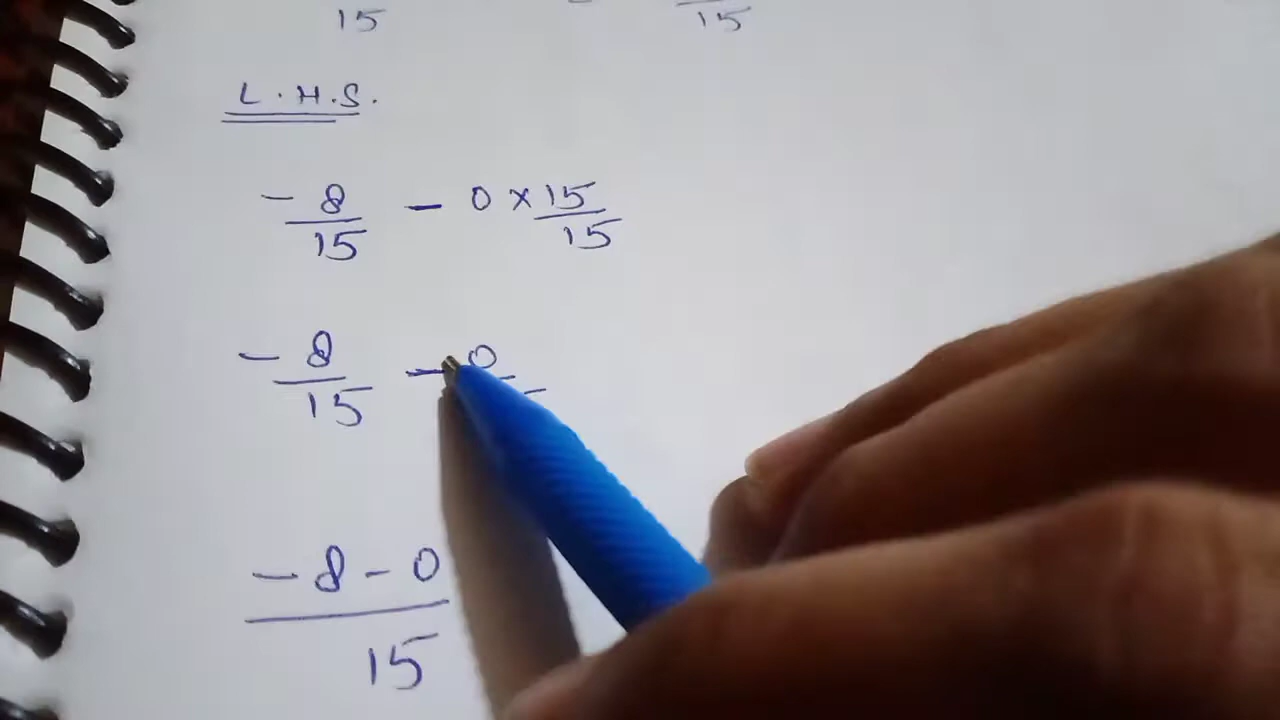 15 = 15
L.H.S.
- 8/15 - 0 × 15/15
- 8/15 - 0
- 8 - 0
15